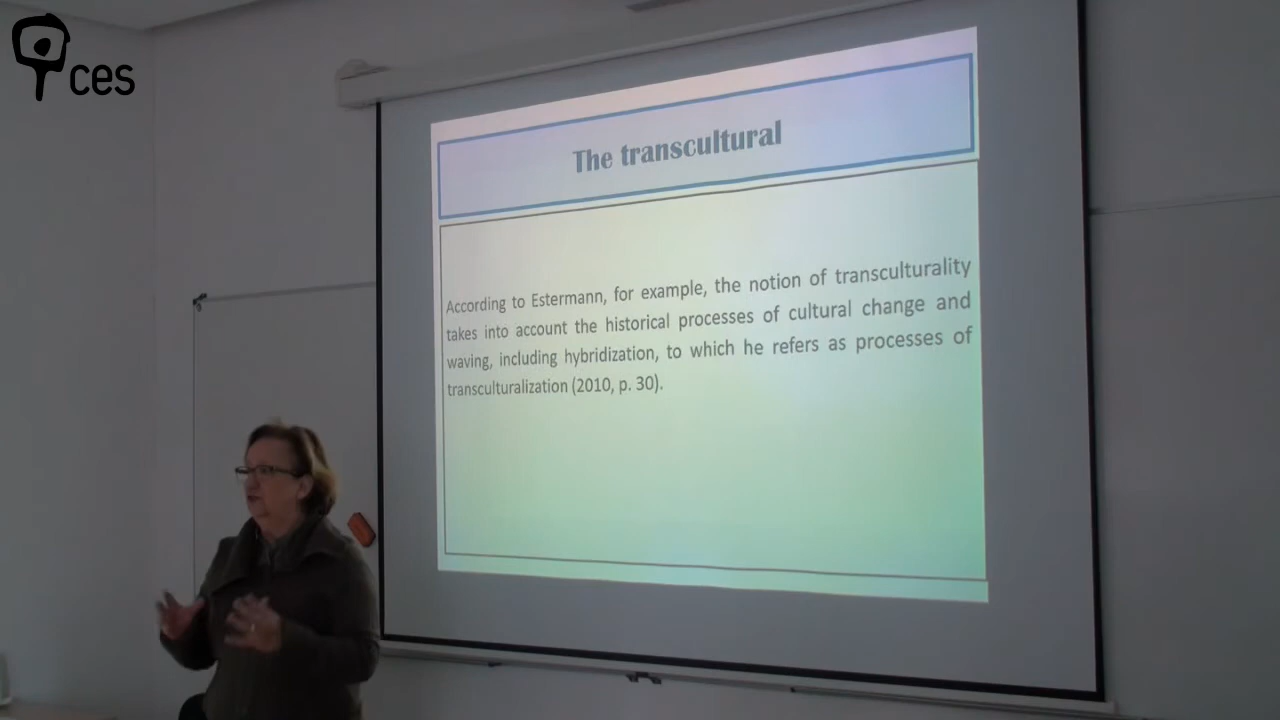 ces
The transcultural
According to Estermann, for example, the notion of transculturality
takes into account the historical processes of cultural change and
waving, including hybridization, to which he refers as processes of
transculturalization (2010, p. 30).